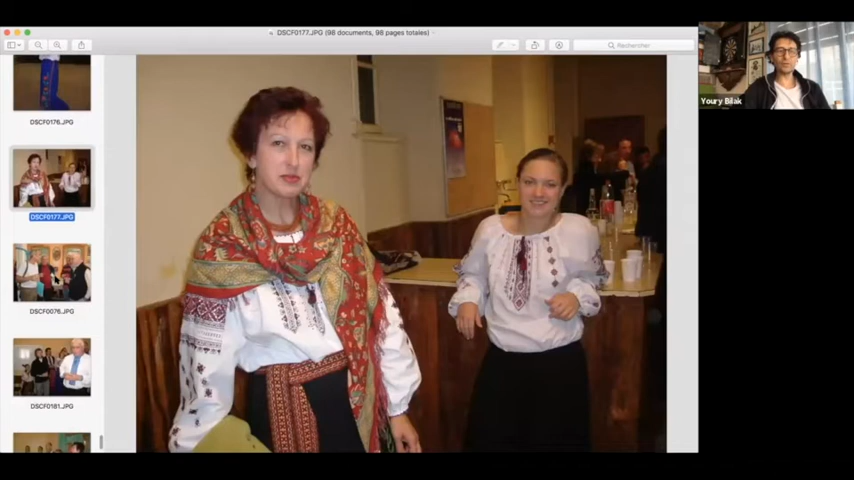 DSCF0177.JPG (98 documents, 98 pages totales)
Rechercher
DSCF0176.JPG
DSCF0177.JPG
DSCF0076.JPG
DSCF0181.JPG
Youry Bilak